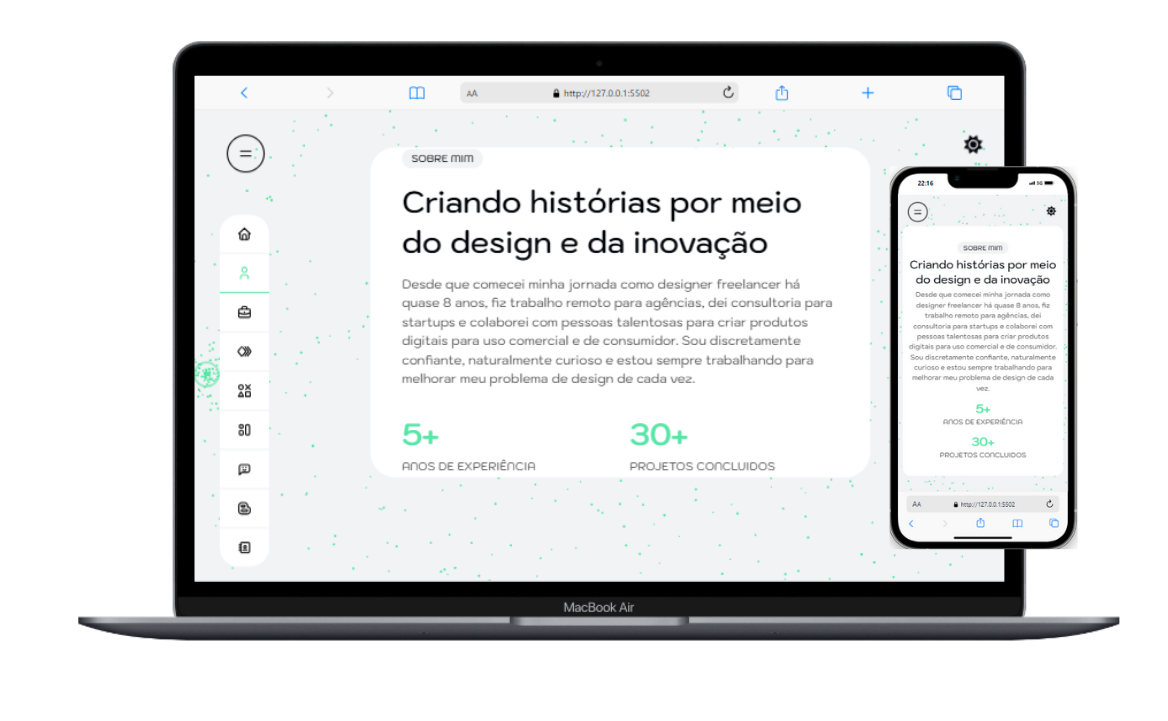 AA
http://127.0.0.1:5502
SOBRE MIM
Criando histórias por meio
do design e da inovação
Desde que comecei minha jornada como designer freelancer há
quase 8 anos, fiz trabalho remoto para agências, dei consultoria para
startups e colaborei com pessoas talentosas para criar produtos
digitais para uso comercial e de consumidor. Sou discretamente
confiante, naturalmente curioso e estou sempre trabalhando para
melhorar meu problema de design de cada vez.
5+
ANOS DE EXPERIÊNCIA
30+
PROJETOS CONCLUIDOS
MacBook Air
22:16
SOBRE MIM
Criando histórias por meio
do design e da inovação
Desde que comecei minha jornada como
designer freelancer há quase 8 anos, fiz
trabalho remoto para agências, dei
consultoria para startups e colaborei com
pessoas talentosas para criar produtos
digitais para uso comercial e de consumidor.
Sou discretamente confiante, naturalmente
curioso e estou sempre trabalhando para
melhorar meu problema de design de cada
vez.
5+
ANOS DE EXPERIÊNCIA
30+
PROJETOS CONCLUIDOS
AA
http://127.0.0.1:5502